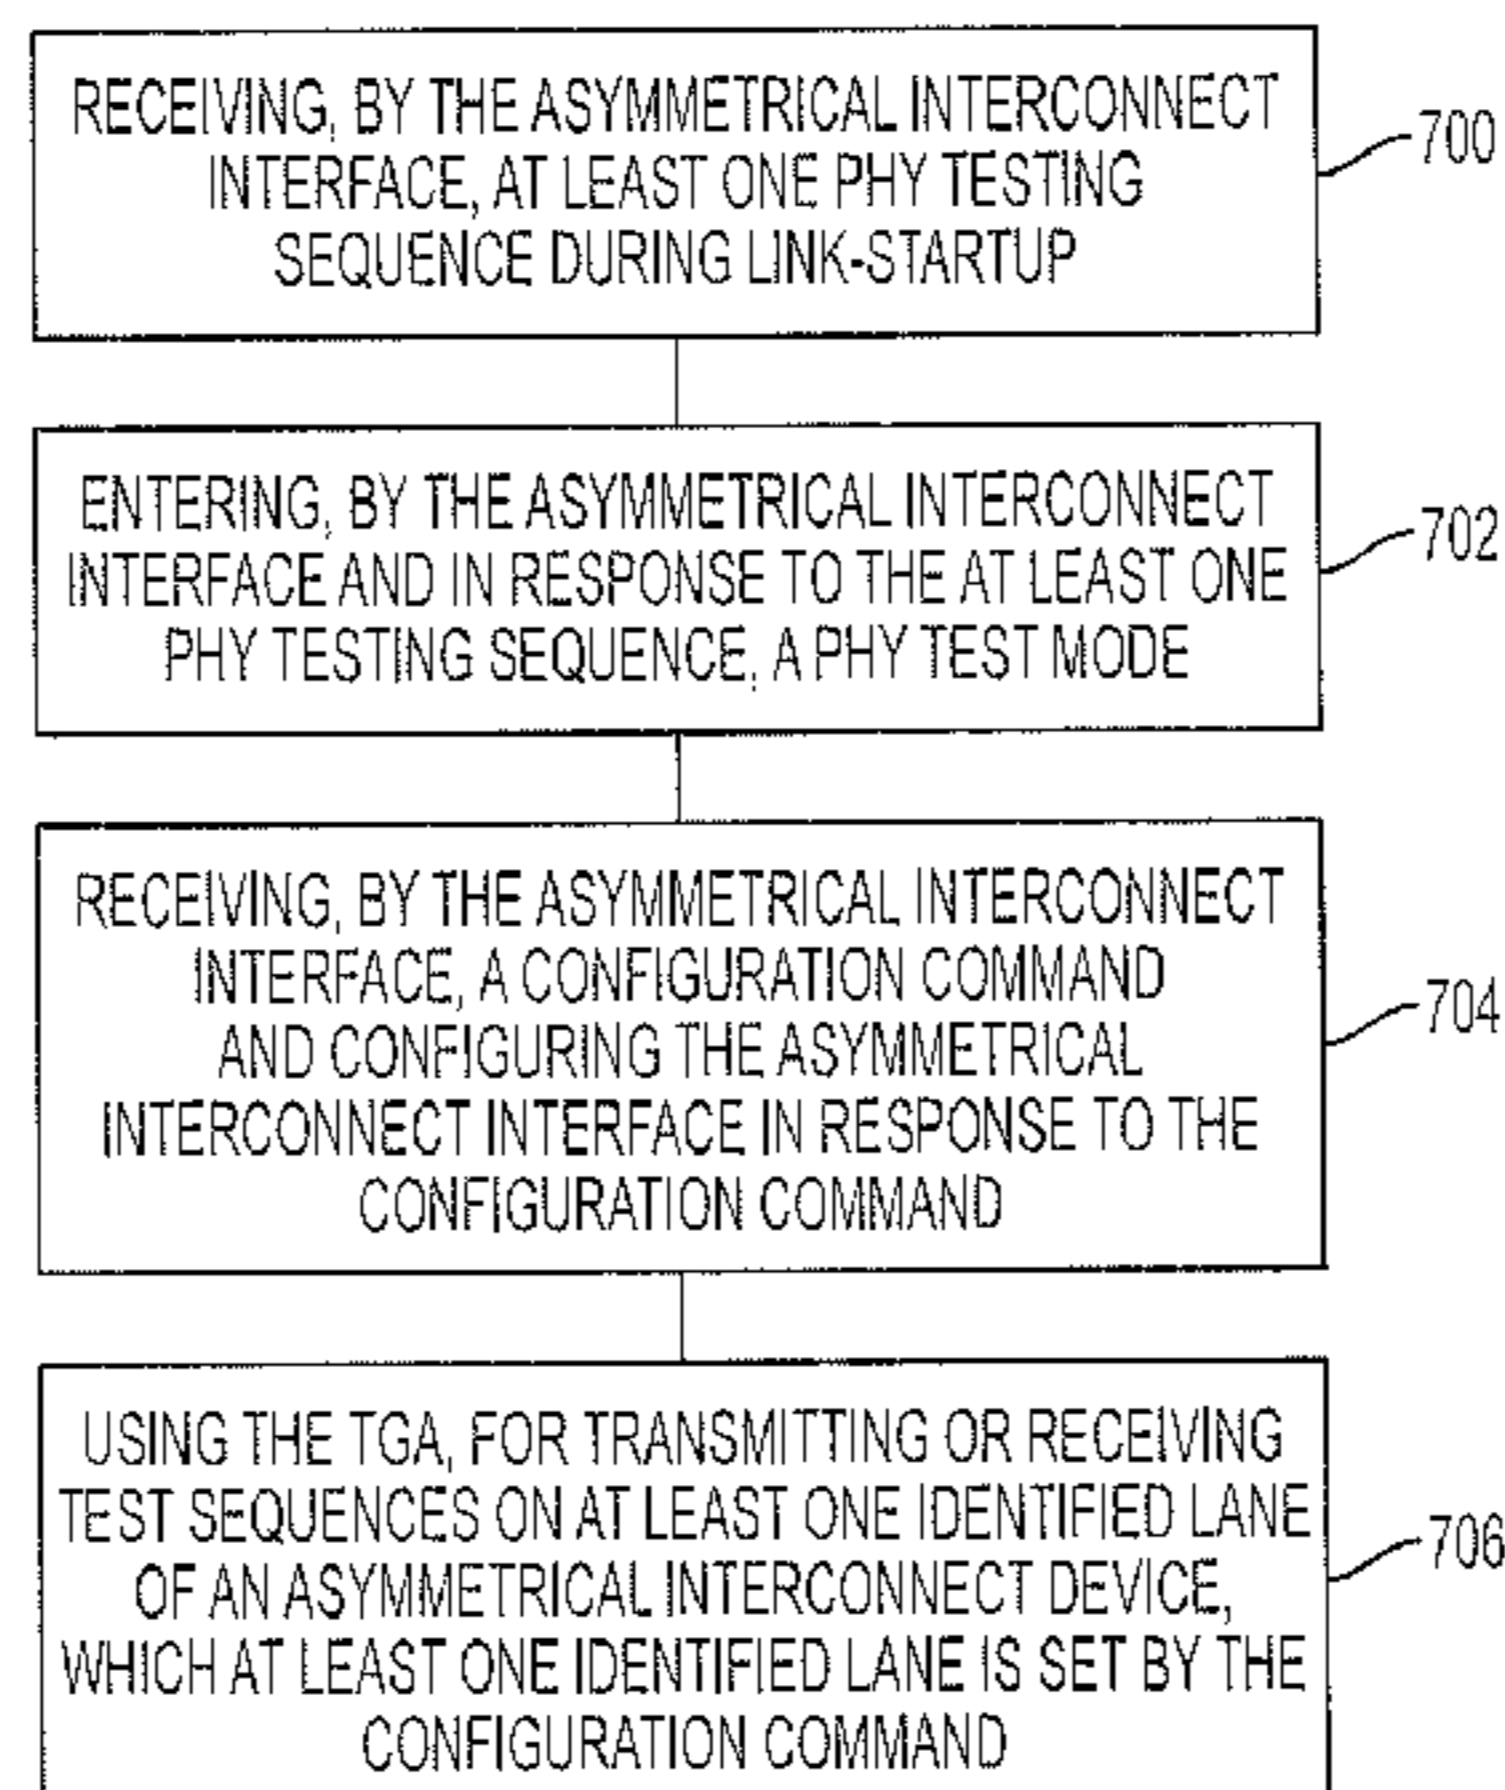 RECEIVING, BY THE ASYMMETRICAL INTERCONNECT
INTERFACE, AT LEAST ONE PHY TESTING
SEQUENCE DURING LINK-STARTUP
700
ENTERING, BY THE ASYMMETRICAL INTERCONNECT
INTERFACE AND IN RESPONSE TO THE AT LEAST ONE
PHY TESTING SEQUENCE, A PHY TEST MODE
702
RECEIVING, BY THE ASYMMETRICAL INTERCONNECT
INTERFACE, A CONFIGURATION COMMAND
AND CONFIGURING THE ASYMMETRICAL
INTERCONNECT INTERFACE IN RESPONSE TO THE
CONFIGURATION COMMAND
704
USING THE TGA, FOR TRANSMITTING OR RECEIVING
TEST SEQUENCES ON AT LEAST ONE IDENTIFIED LANE
OF AN ASYMMETRICAL INTERCONNECT DEVICE,
WHICH AT LEAST ONE IDENTIFIED LANE IS SET BY THE
CONFIGURATION COMMAND
706